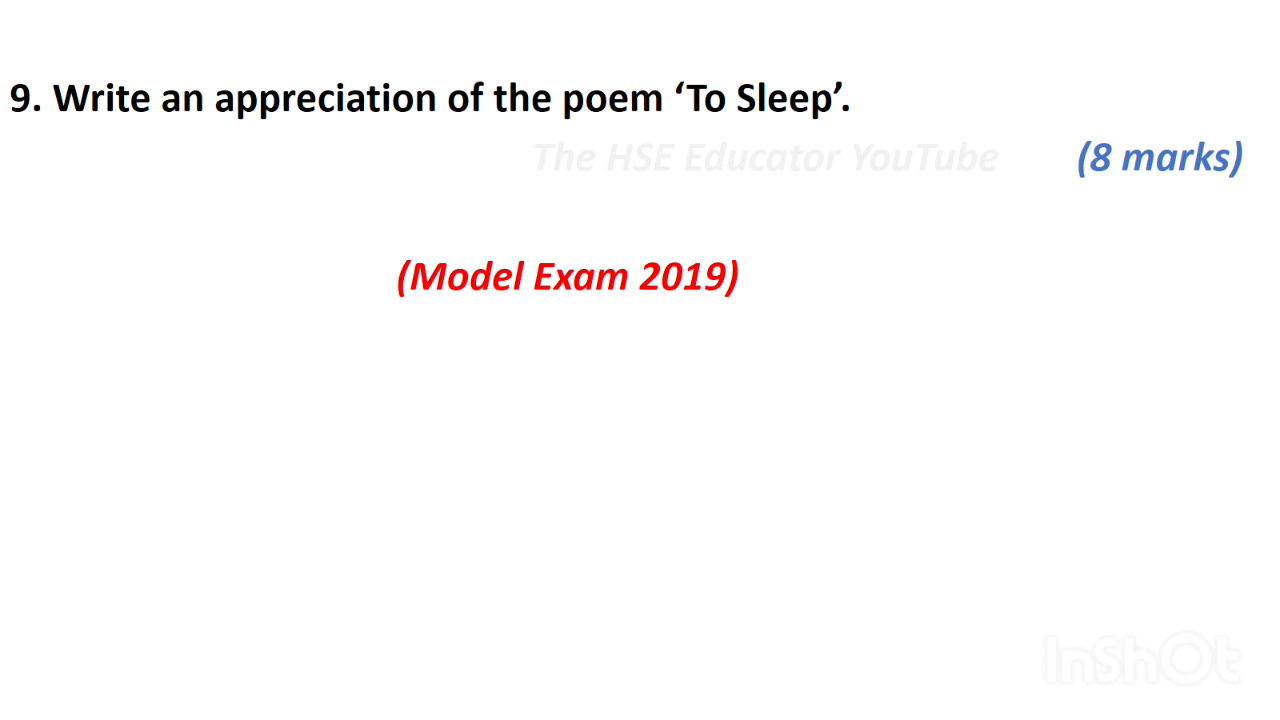 9. Write an appreciation of the poem ‘To Sleep’.
The HSE Educator YouTube (8 marks)
(Model Exam 2019)
InShOt